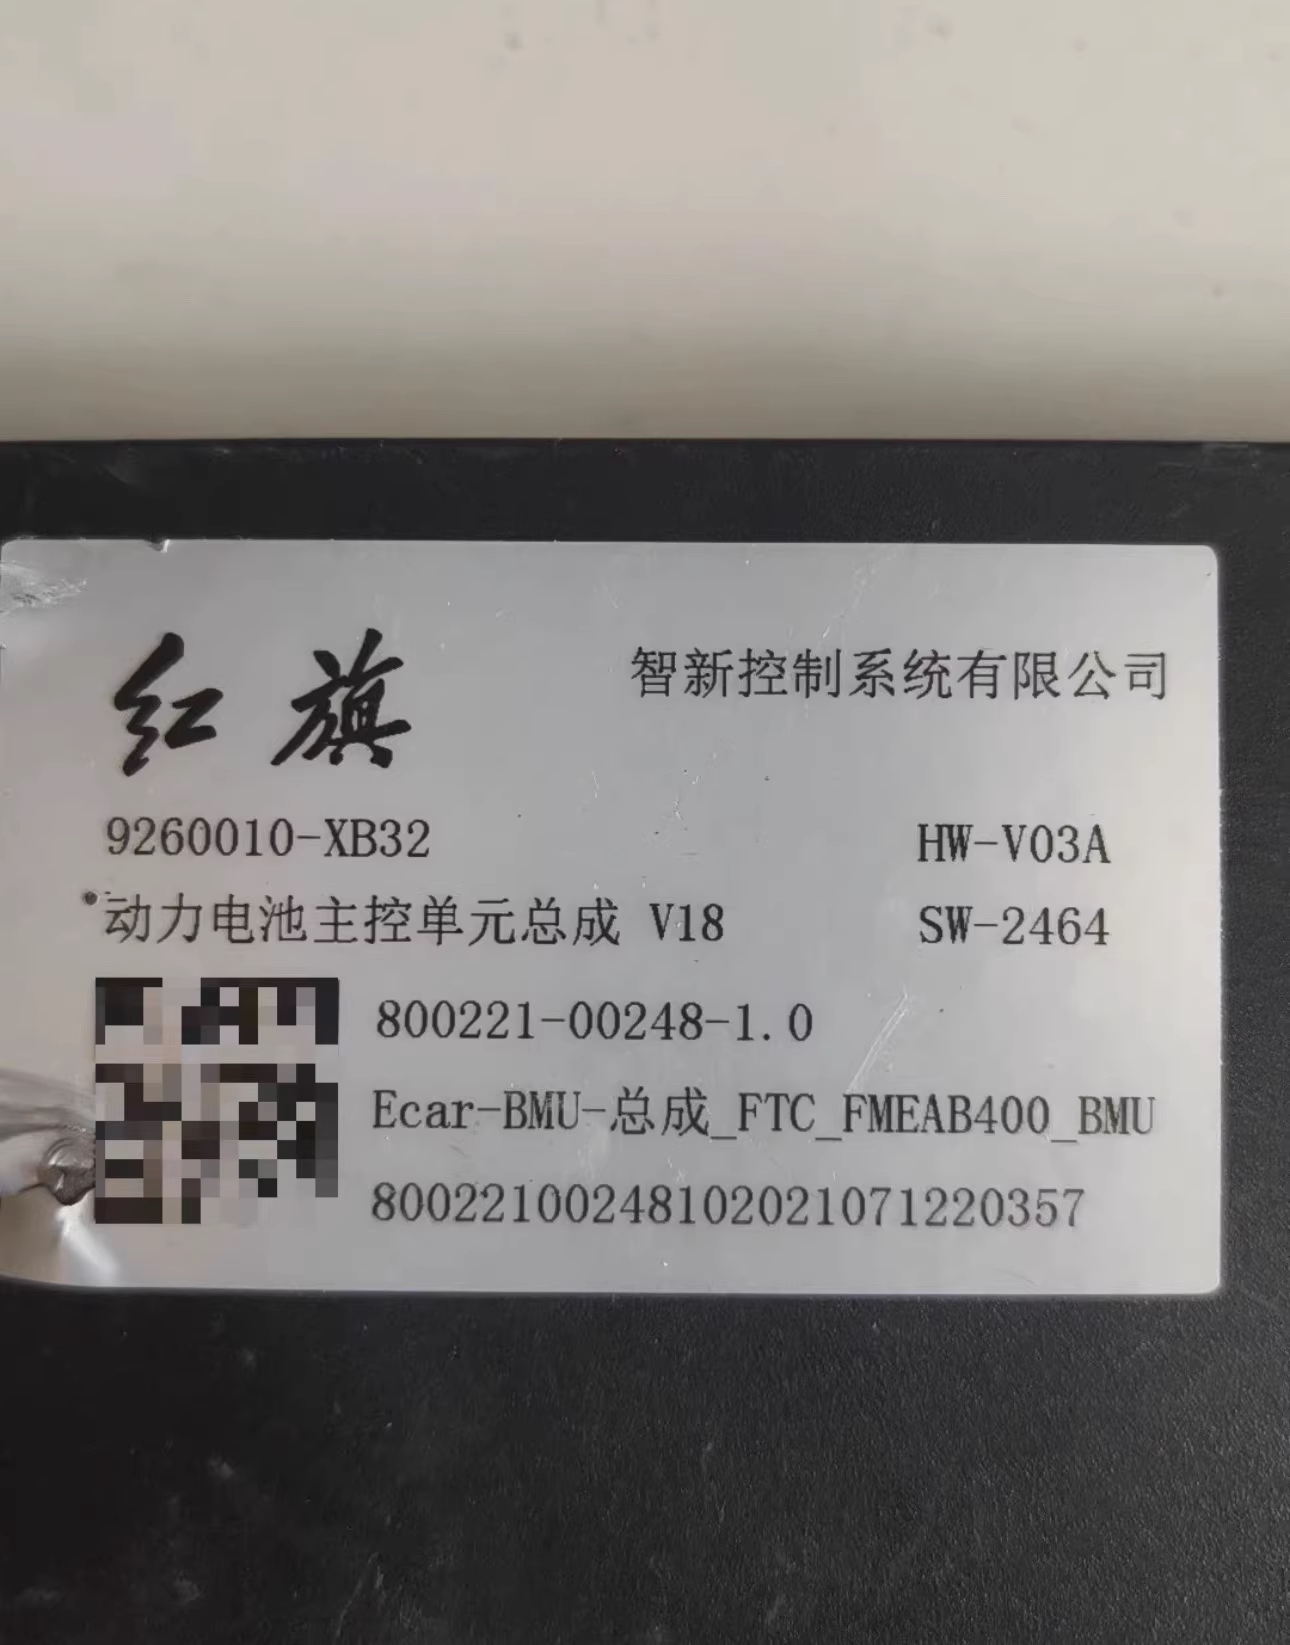 红旗
智新控制系统有限公司
9260010-XB32
HW-V03A
动力电池主控单元总成 V18
SW-2464
800221-00248-1.0
Ecar-BMU-总成_FTC_FMEAB400_BMU
8002210024810202107122​0357